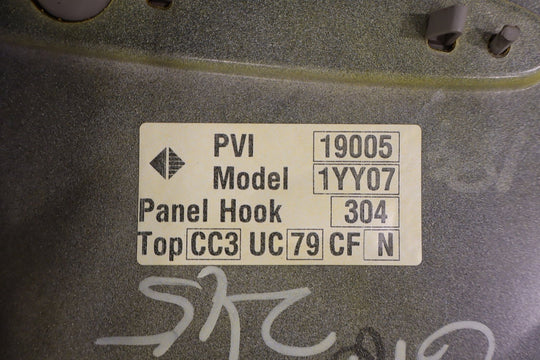 PVI 19005
Model 1YY07
Panel Hook 304
Top CC3 UC 79 CF N